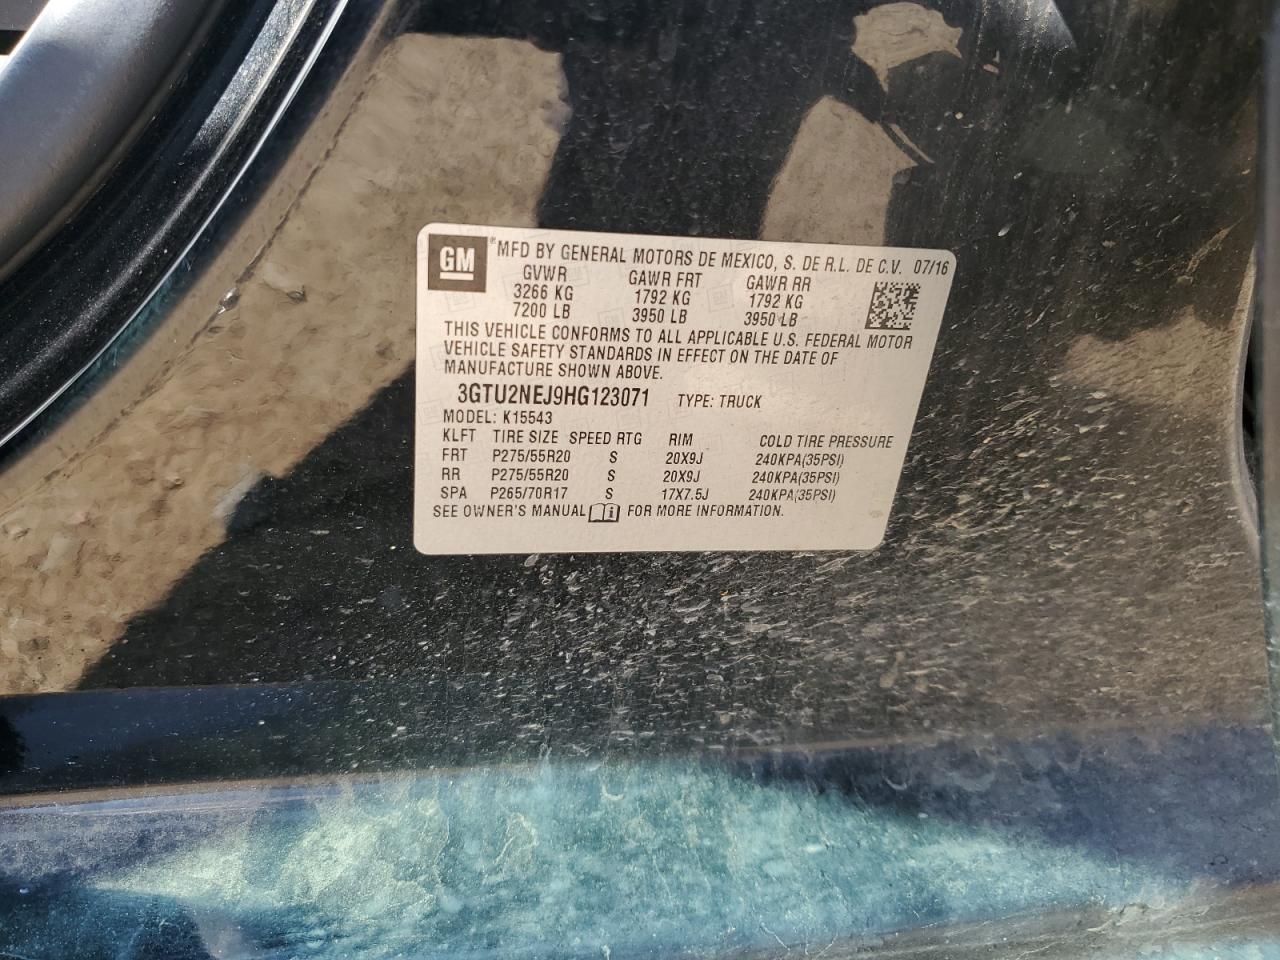 GM ® MFD BY GENERAL MOTORS DE MEXICO, S. DE R.L. DE C.V. 07/16
GVWR GAWR FRT GAWR RR
3266 KG 1792 KG 1792 KG
7200 LB 3950 LB 3950 LB
THIS VEHICLE CONFORMS TO ALL APPLICABLE U.S. FEDERAL MOTOR
VEHICLE SAFETY STANDARDS IN EFFECT ON THE DATE OF
MANUFACTURE SHOWN ABOVE.
3GTU2NEJ9HG123071 TYPE: TRUCK
MODEL: K15543
KLFT TIRE SIZE SPEED RTG RIM COLD TIRE PRESSURE
FRT P275/55R20 S 20X9J 240KPA(35PSI)
RR P275/55R20 S 20X9J 240KPA(35PSI)
SPA P265/70R17 S 17X7.5J 240KPA(35PSI)
SEE OWNER'S MANUAL FOR MORE INFORMATION.